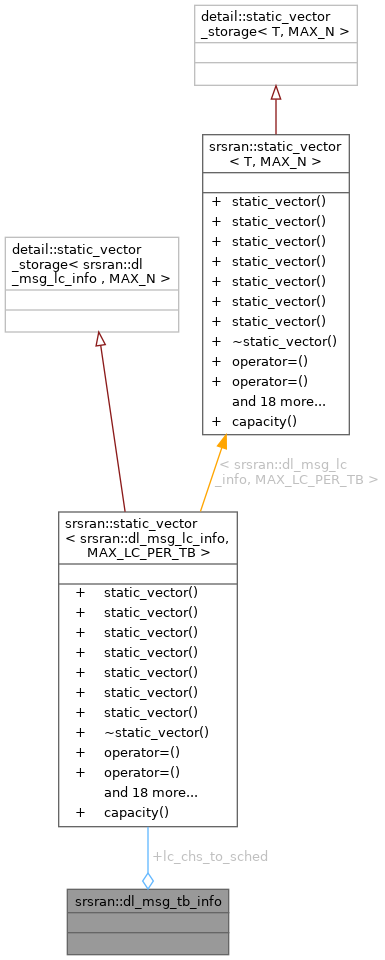 detail::static_vector
_storage< T, MAX_N >
srsran::static_vector
< T, MAX_N >
+ static_vector()
+ static_vector()
+ static_vector()
+ static_vector()
+ static_vector()
+ static_vector()
+ static_vector()
+ ~static_vector()
+ operator=()
+ operator=()
and 18 more...
+ capacity()
detail::static_vector
_storage< srsran::dl
_msg_lc_info , MAX_N >
< srsran::dl_msg_lc
_info, MAX_LC_PER_TB >
srsran::static_vector
< srsran::dl_msg_lc_info,
MAX_LC_PER_TB >
+ static_vector()
+ static_vector()
+ static_vector()
+ static_vector()
+ static_vector()
+ static_vector()
+ static_vector()
+ ~static_vector()
+ operator=()
+ operator=()
and 18 more...
+ capacity()
+lc_chs_to_sched
srsran::dl_msg_tb_info